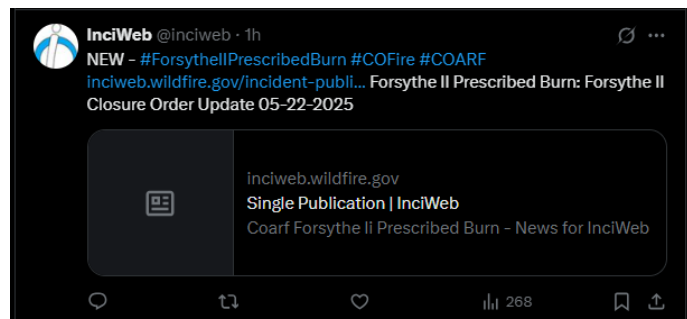 InciWeb @inciweb · 1h
NEW - #ForsytheIIPrescribedBurn #COFire #COARF
inciweb.wildfire.gov/incident-publi... Forsythe II Prescribed Burn: Forsythe II
Closure Order Update 05-22-2025
inciweb.wildfire.gov
Single Publication | InciWeb
Coarf Forsythe Ii Prescribed Burn - News for InciWeb
268